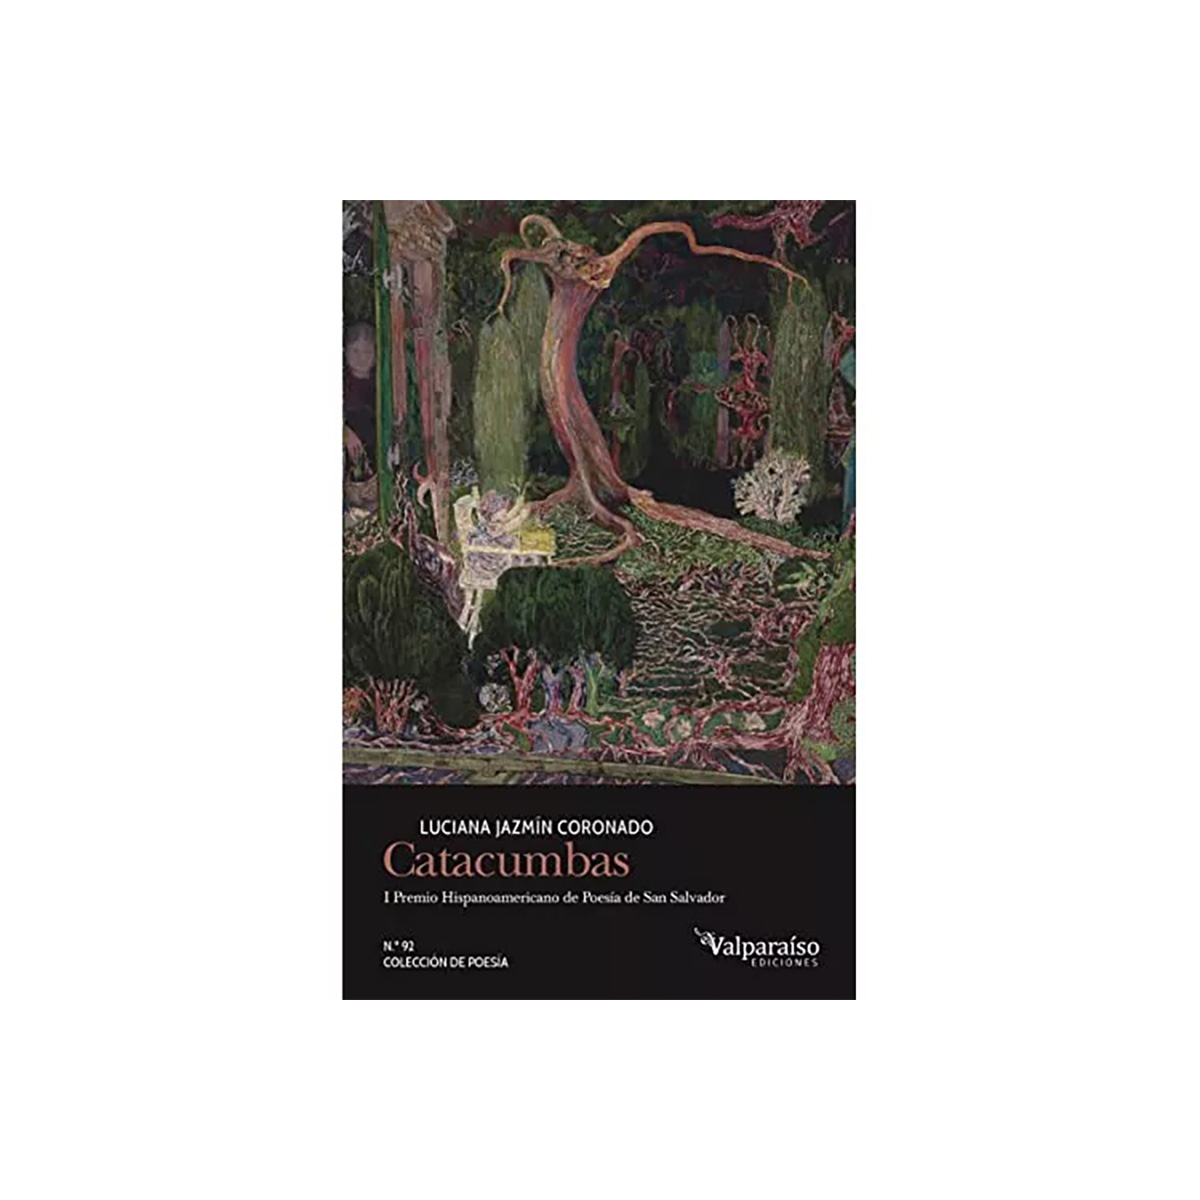 LUCIANA JAZMÍN CORONADO
Catacumbas
I Premio Hispanoamericano de Poesía de San Salvador
N.º 92
COLECCIÓN DE POESÍA
Valparaíso
EDICIONES